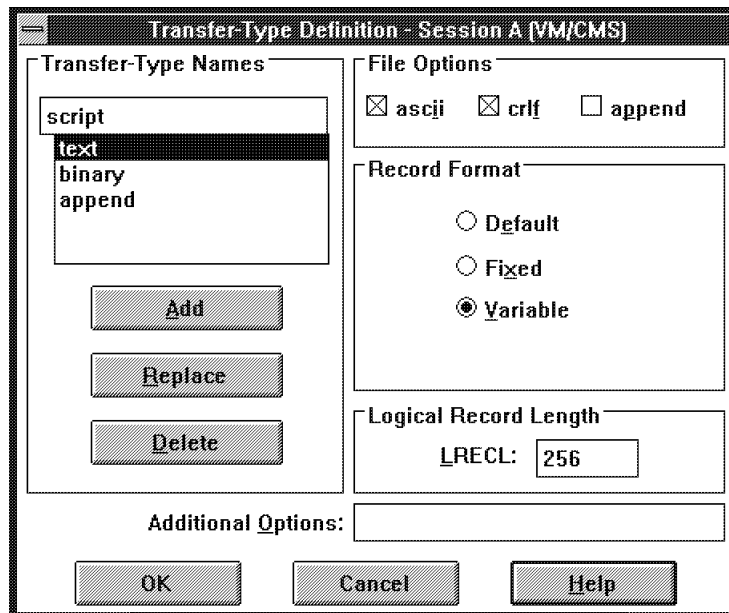 Transfer-Type Definition - Session A (VM/CMS)
Transfer-Type Names
script
text
binary
append
Add
Replace
Delete
File Options
ascii crlf append
Record Format
Default
Fixed
Variable
Logical Record Length
LRECL: 256
Additional Options:
OK Cancel Help